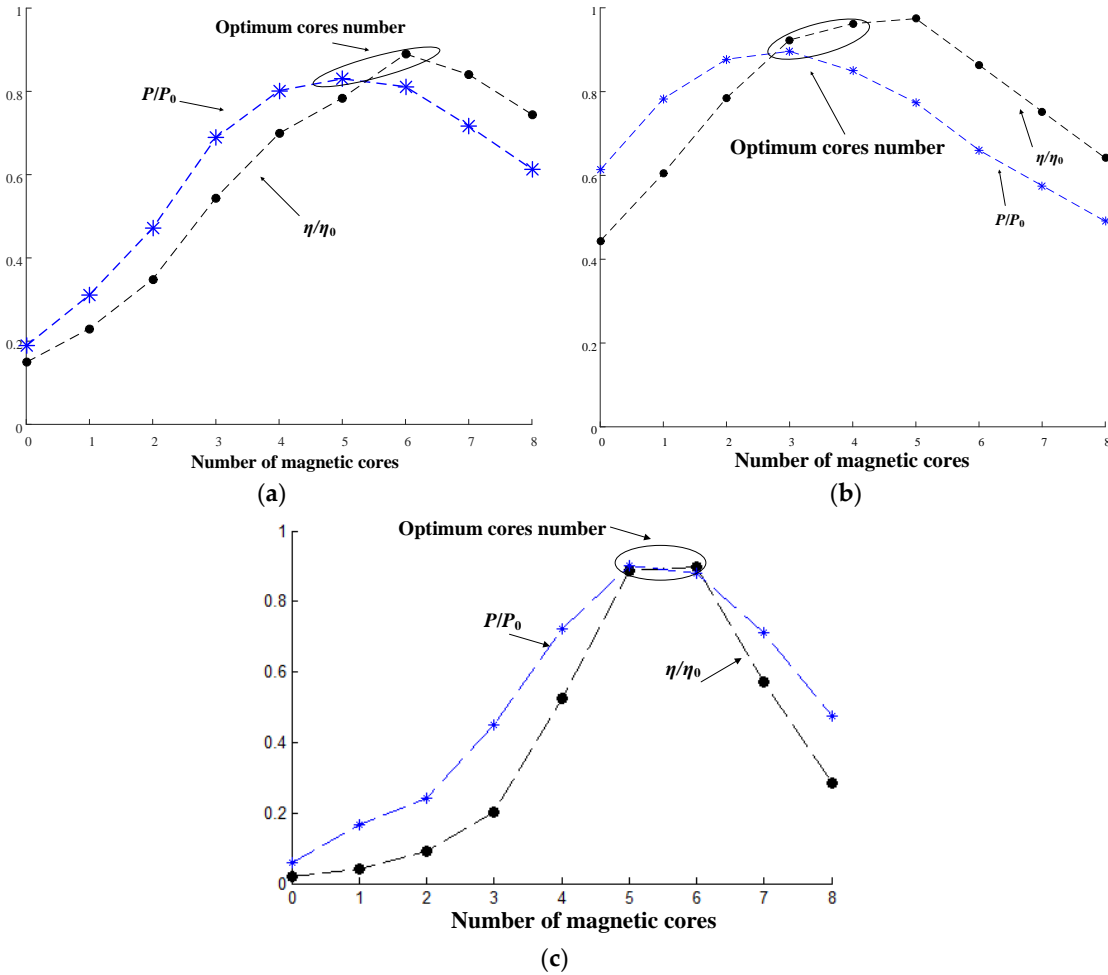 1
0.8
0.6
0.4
0.2
0
0 1 2 3 4 5 6 7 8
Optimum cores number
P/P0
η/η0
Number of magnetic cores
(a)
1
0.8
0.6
0.4
0.2
0
0 1 2 3 4 5 6 7 8
Optimum cores number
η/η0
P/P0
Number of magnetic cores
(b)
Optimum cores number
1
0.8
0.6
0.4
0.2
0
0 1 2 3 4 5 6 7 8
P/P0
η/η0
Number of magnetic cores
(c)